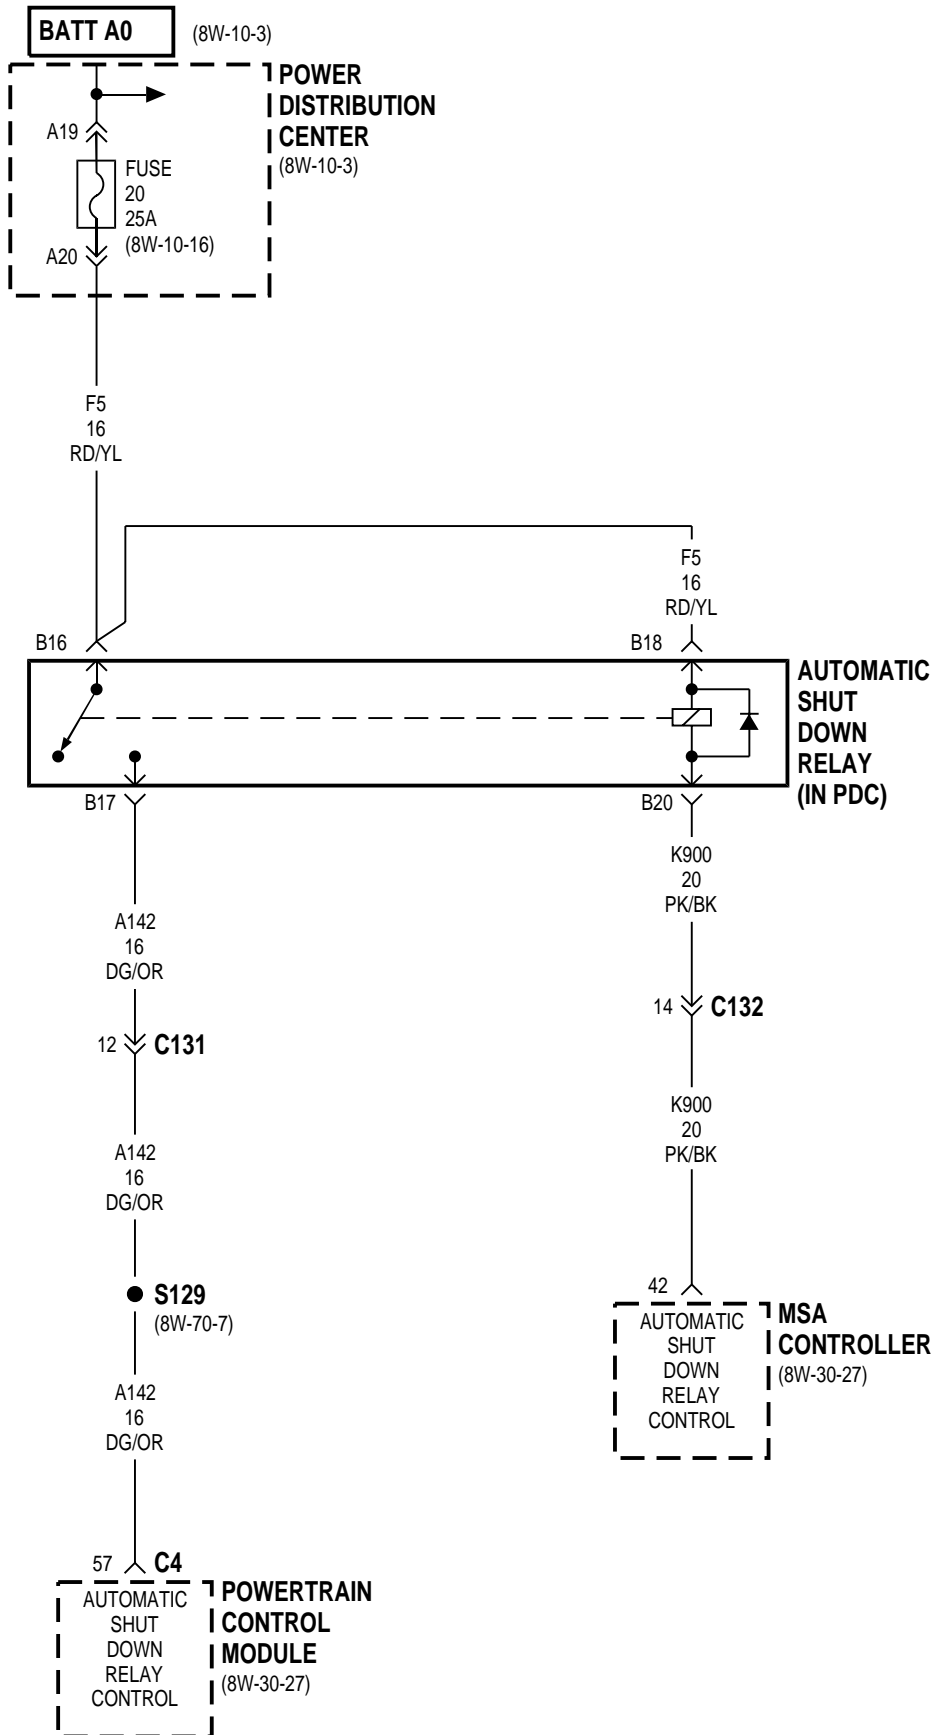 BATT A0
(8W-10-3)
POWER
DISTRIBUTION
CENTER
(8W-10-3)
A19
FUSE
20
25A
(8W-10-16)
A20
F5
16
RD/YL
F5
16
RD/YL
B16
B18
AUTOMATIC
SHUT
DOWN
RELAY
(IN PDC)
B17
B20
K900
20
PK/BK
A142
16
DG/OR
14
C132
12
C131
K900
20
PK/BK
A142
16
DG/OR
S129
(8W-70-7)
42
AUTOMATIC
SHUT
DOWN
RELAY
CONTROL
MSA
CONTROLLER
(8W-30-27)
A142
16
DG/OR
57
C4
AUTOMATIC
SHUT
DOWN
RELAY
CONTROL
POWERTRAIN
CONTROL
MODULE
(8W-30-27)